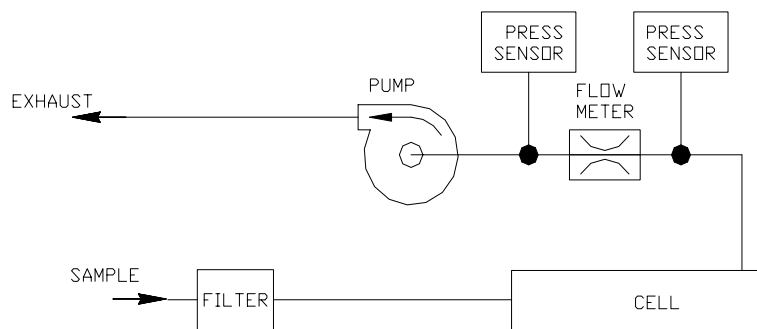 PRESS
SENSOR
PRESS
SENSOR
PUMP
FLOW
METER
EXHAUST
SAMPLE
FILTER
CELL